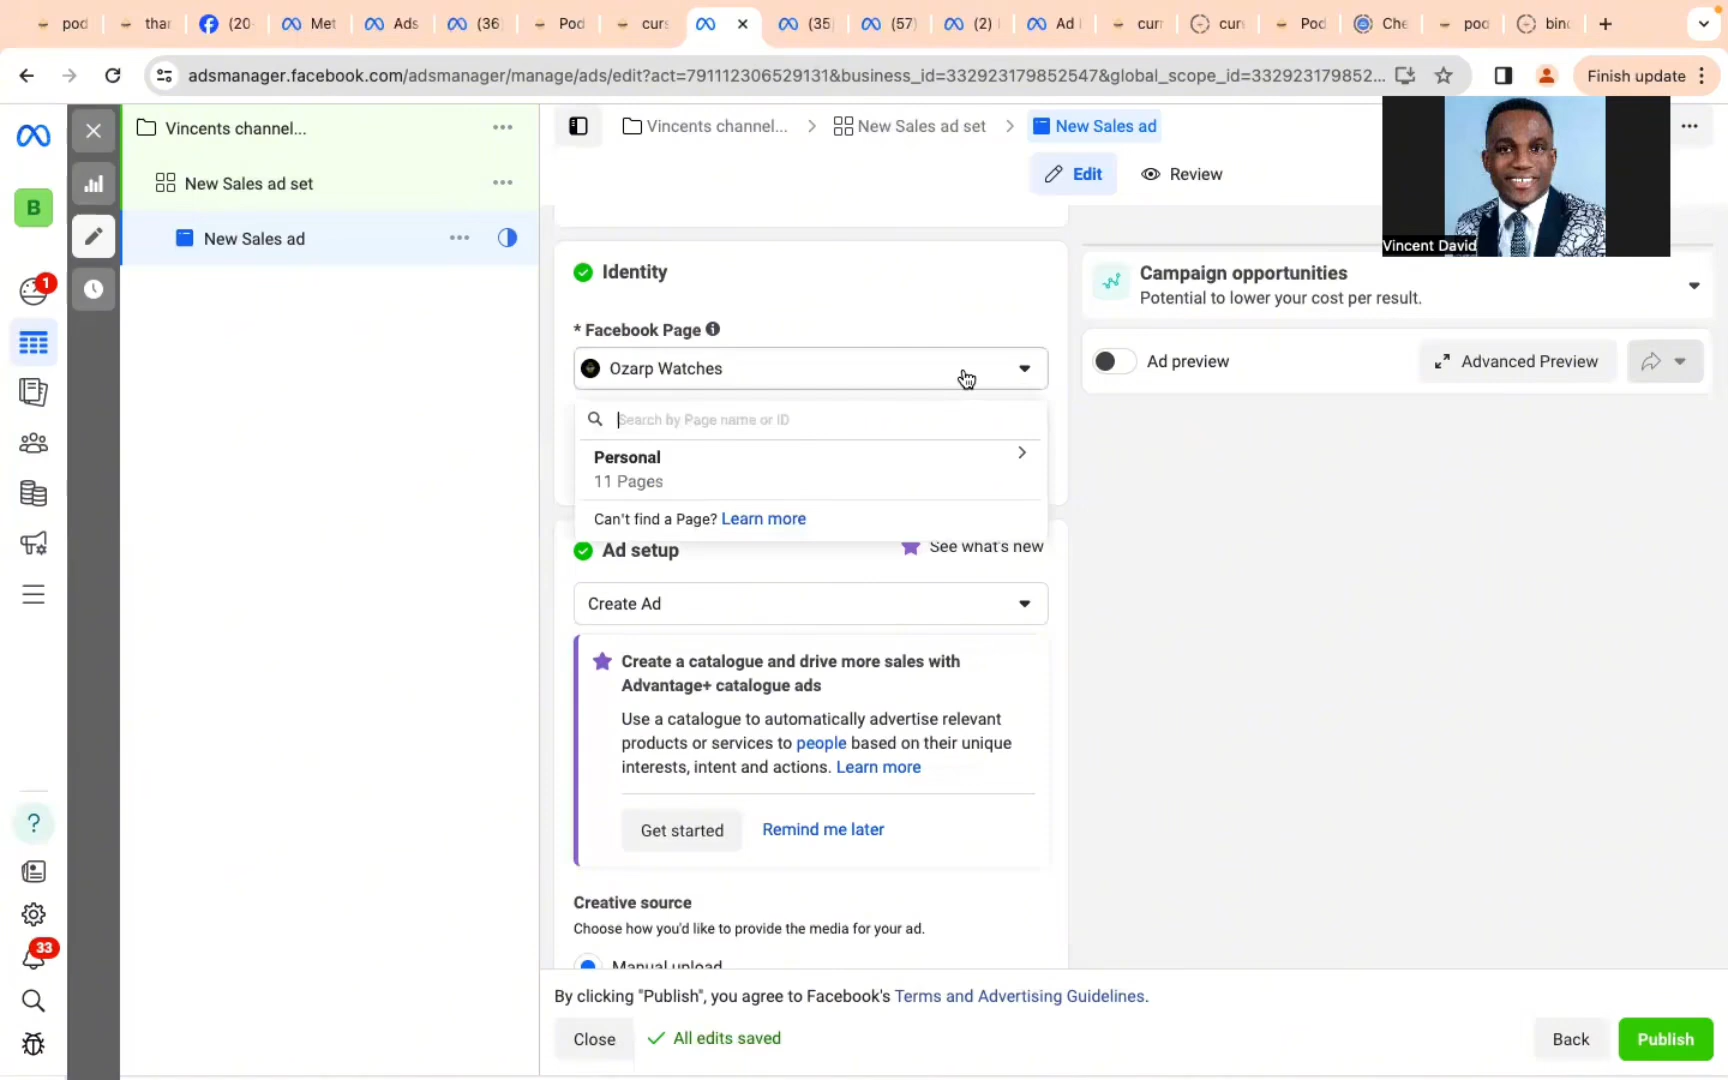 pod
thar
(20
Met
Ads
(36
Pod
curs
(35
(57)
(2)
Ad
curr
curs
Pod
Che
pod
binc
adsmanager.facebook.com/adsmanager/manage/ads/edit?act=791112306529131&business_id=332923179852547&global_scope_id=332923179852...
Finish update
Vincents channel...
New Sales ad set
New Sales ad
B
1
33
?
Vincents channel...
New Sales ad set
New Sales ad
Edit
Review
Identity
* Facebook Page
Ozarp Watches
Search by Page name or ID
Personal
11 Pages
Can't find a Page? Learn more
Ad setup
See what's new
Create Ad
Create a catalogue and drive more sales with
Advantage+ catalogue ads
Use a catalogue to automatically advertise relevant
products or services to people based on their unique
interests, intent and actions. Learn more
Get started
Remind me later
Creative source
Choose how you'd like to provide the media for your ad.
Manual upload
Vincent David
Campaign opportunities
Potential to lower your cost per result.
Ad preview
Advanced Preview
By clicking "Publish", you agree to Facebook's Terms and Advertising Guidelines.
Close
All edits saved
Back
Publish